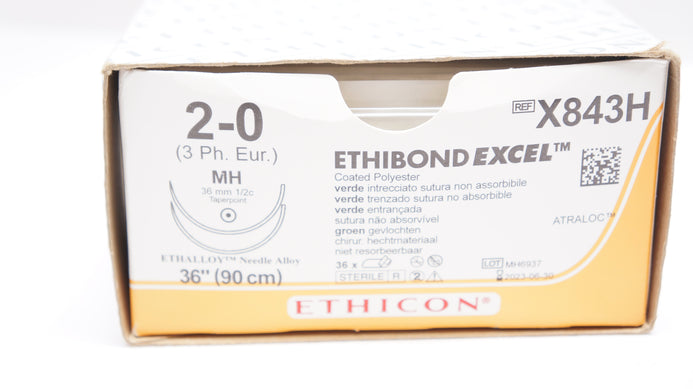 2-0
(3 Ph. Eur.)
MH
36 mm 1/2c
Taperpoint
ETHALLOY™ Needle Alloy
36" (90 cm)
REF X843H
ETHIBOND EXCEL™
Coated Polyester
verde intrecciato sutura non assorbibile
verde trenzado sutura no absorbible
verde entrançada
sutura não absorvível
groen gevlochten
chirur. hechtmateriaal
niet resorbeerbaar
ATRALOC™
36 x
STERILE R 2
LOT MH6937
2023-06-30
ETHICON®